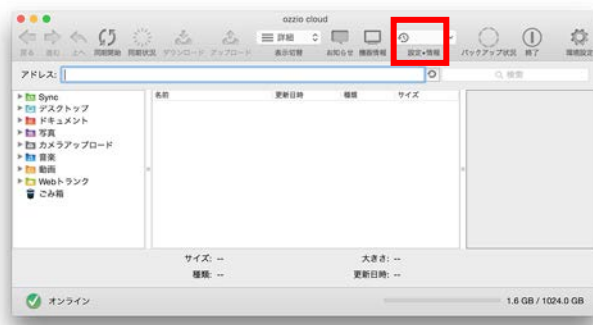 ozzio cloud
戻る 進む 上へ 同期開始 同期状況 ダウンロード アップロード 表示切替 お知らせ 機器情報 設定・情報 バックアップ状況 終了 環境設定
詳細
アドレス:
検索
名前 更新日時 種類 サイズ
Sync
デスクトップ
ドキュメント
写真
カメラアップロード
音楽
動画
Webトランク
ごみ箱
サイズ: -- 大きさ: --
種類: -- 更新日時: --
オンライン 1.6 GB / 1024.0 GB